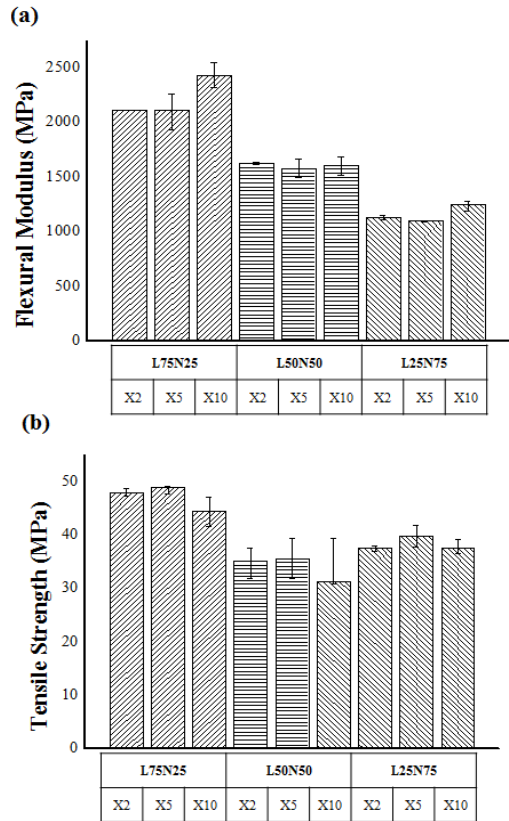 (a)
Flexural Modulus (MPa)
2500
2000
1500
1000
500
0
L75N25 L50N50 L25N75
X2 X5 X10 X2 X5 X10 X2 X5 X10
(b)
Tensile Strength (MPa)
50
40
30
20
10
0
L75N25 L50N50 L25N75
X2 X5 X10 X2 X5 X10 X2 X5 X10